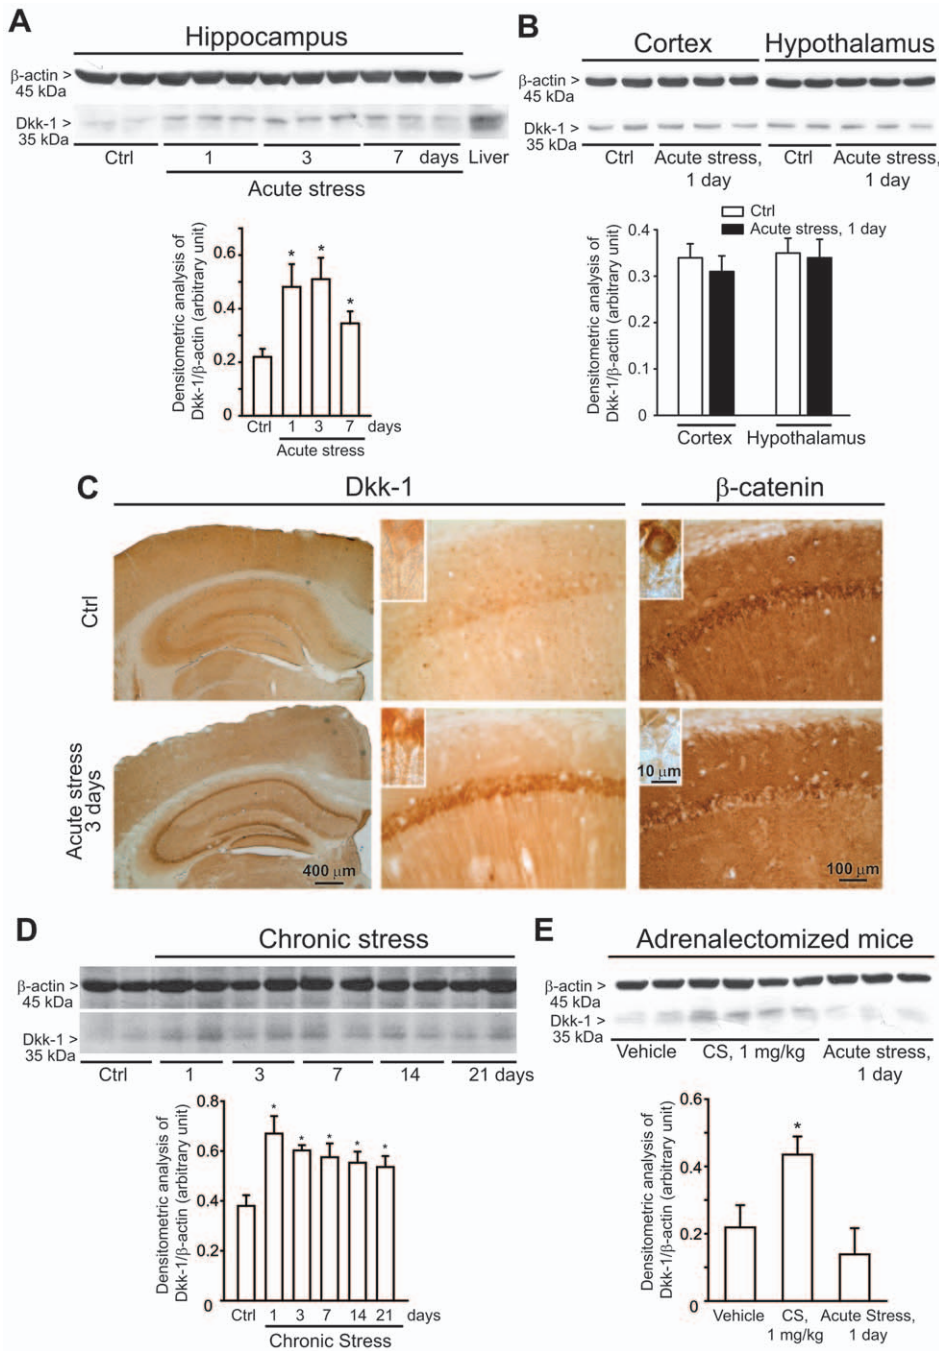 A
Hippocampus
β-actin >
45 kDa
Dkk-1 >
35 kDa
Ctrl 1 3 7 days Liver
Acute stress
Densitometric analysis of
Dkk-1/β-actin (arbitrary unit)
0.6
0.4
0.2
0
* * *
Ctrl 1 3 7 days
Acute stress
B
Cortex Hypothalamus
β-actin >
45 kDa
Dkk-1 >
35 kDa
Ctrl Acute stress, Ctrl Acute stress,
1 day 1 day
Ctrl
Acute stress, 1 day
Densitometric analysis of
Dkk-1/β-actin (arbitrary unit)
0.4
0.3
0.2
0.1
0
Cortex Hypothalamus
C
Dkk-1 β-catenin
Ctrl
Acute stress
3 days
400 μm
10 μm
100 μm
D
Chronic stress
β-actin >
45 kDa
Dkk-1 >
35 kDa
Ctrl 1 3 7 14 21 days
Densitometric analysis of
Dkk-1/β-actin (arbitrary unit)
0.8
0.6
0.4
0.2
0
* * * * *
Ctrl 1 3 7 14 21 days
Chronic Stress
E
Adrenalectomized mice
β-actin >
45 kDa
Dkk-1 >
35 kDa
Vehicle CS, 1 mg/kg Acute stress,
1 day
Densitometric analysis of
Dkk-1/β-actin (arbitrary unit)
0.6
0.4
0.2
0
*
Vehicle CS, Acute Stress,
1 mg/kg 1 day